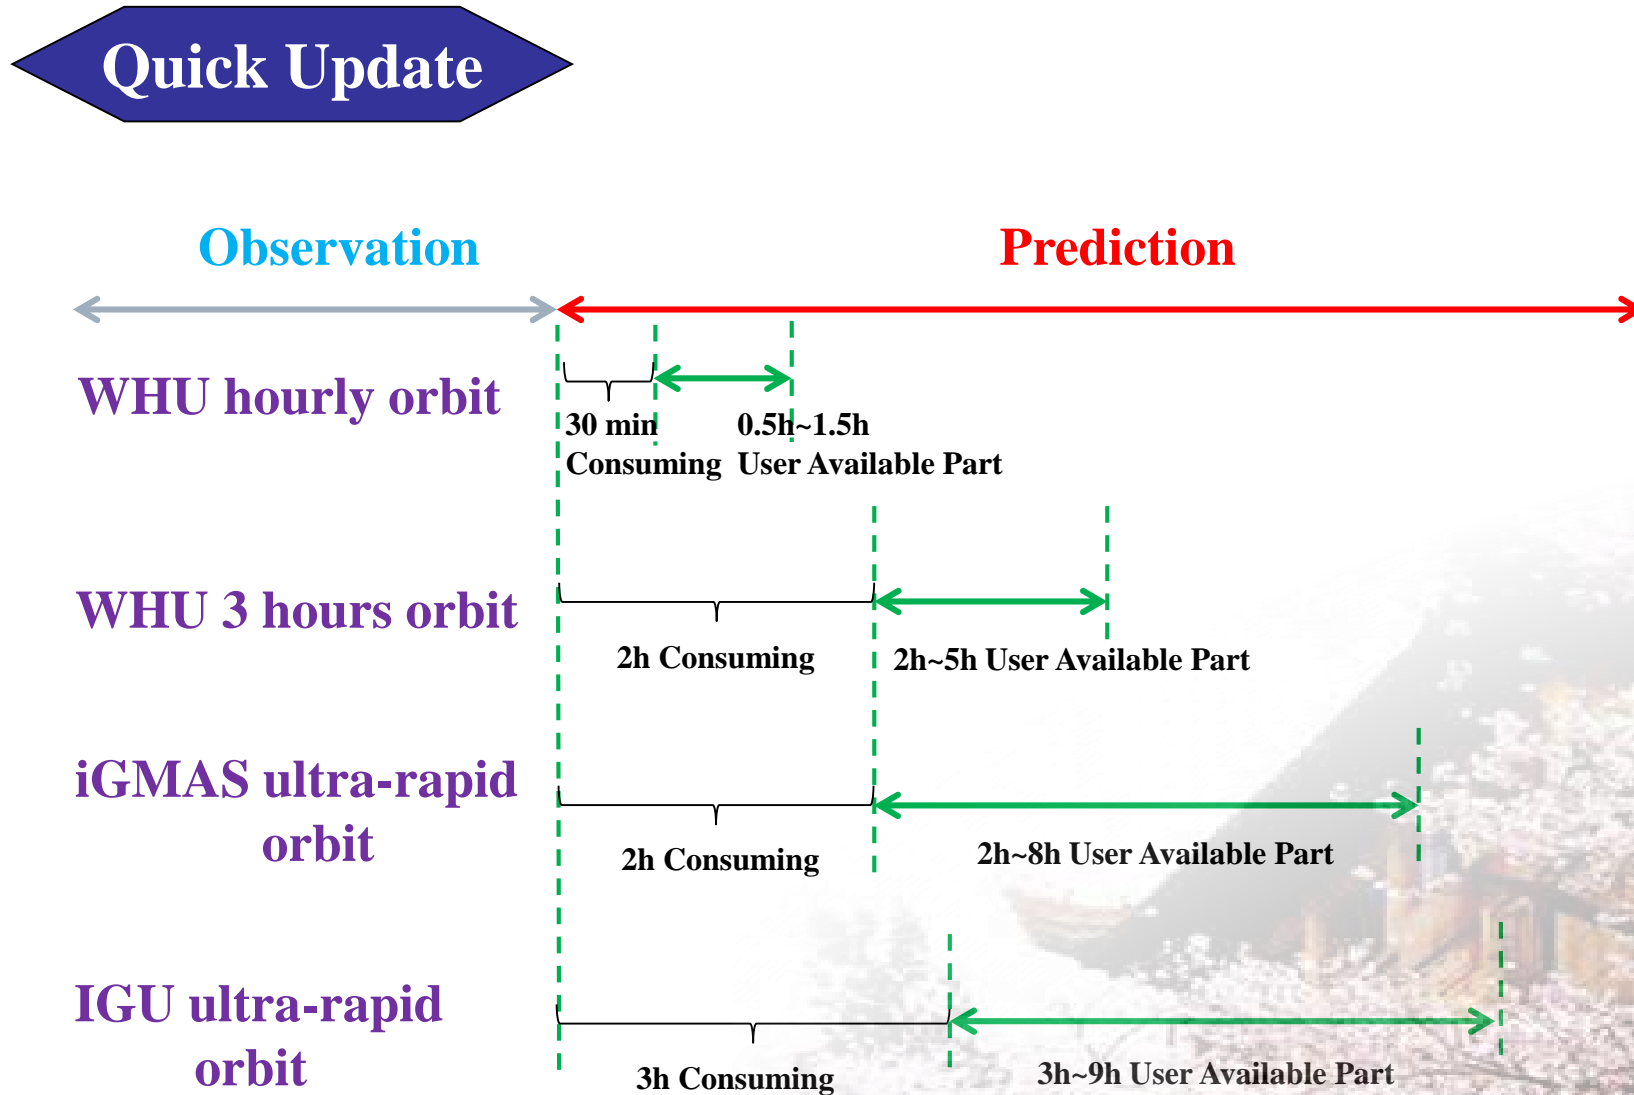 Quick Update
Observation
Prediction
WHU hourly orbit
30 min
Consuming
0.5h~1.5h
User Available Part
WHU 3 hours orbit
2h Consuming
2h~5h User Available Part
iGMAS ultra-rapid
orbit
2h Consuming
2h~8h User Available Part
IGU ultra-rapid
orbit
3h Consuming
3h~9h User Available Part